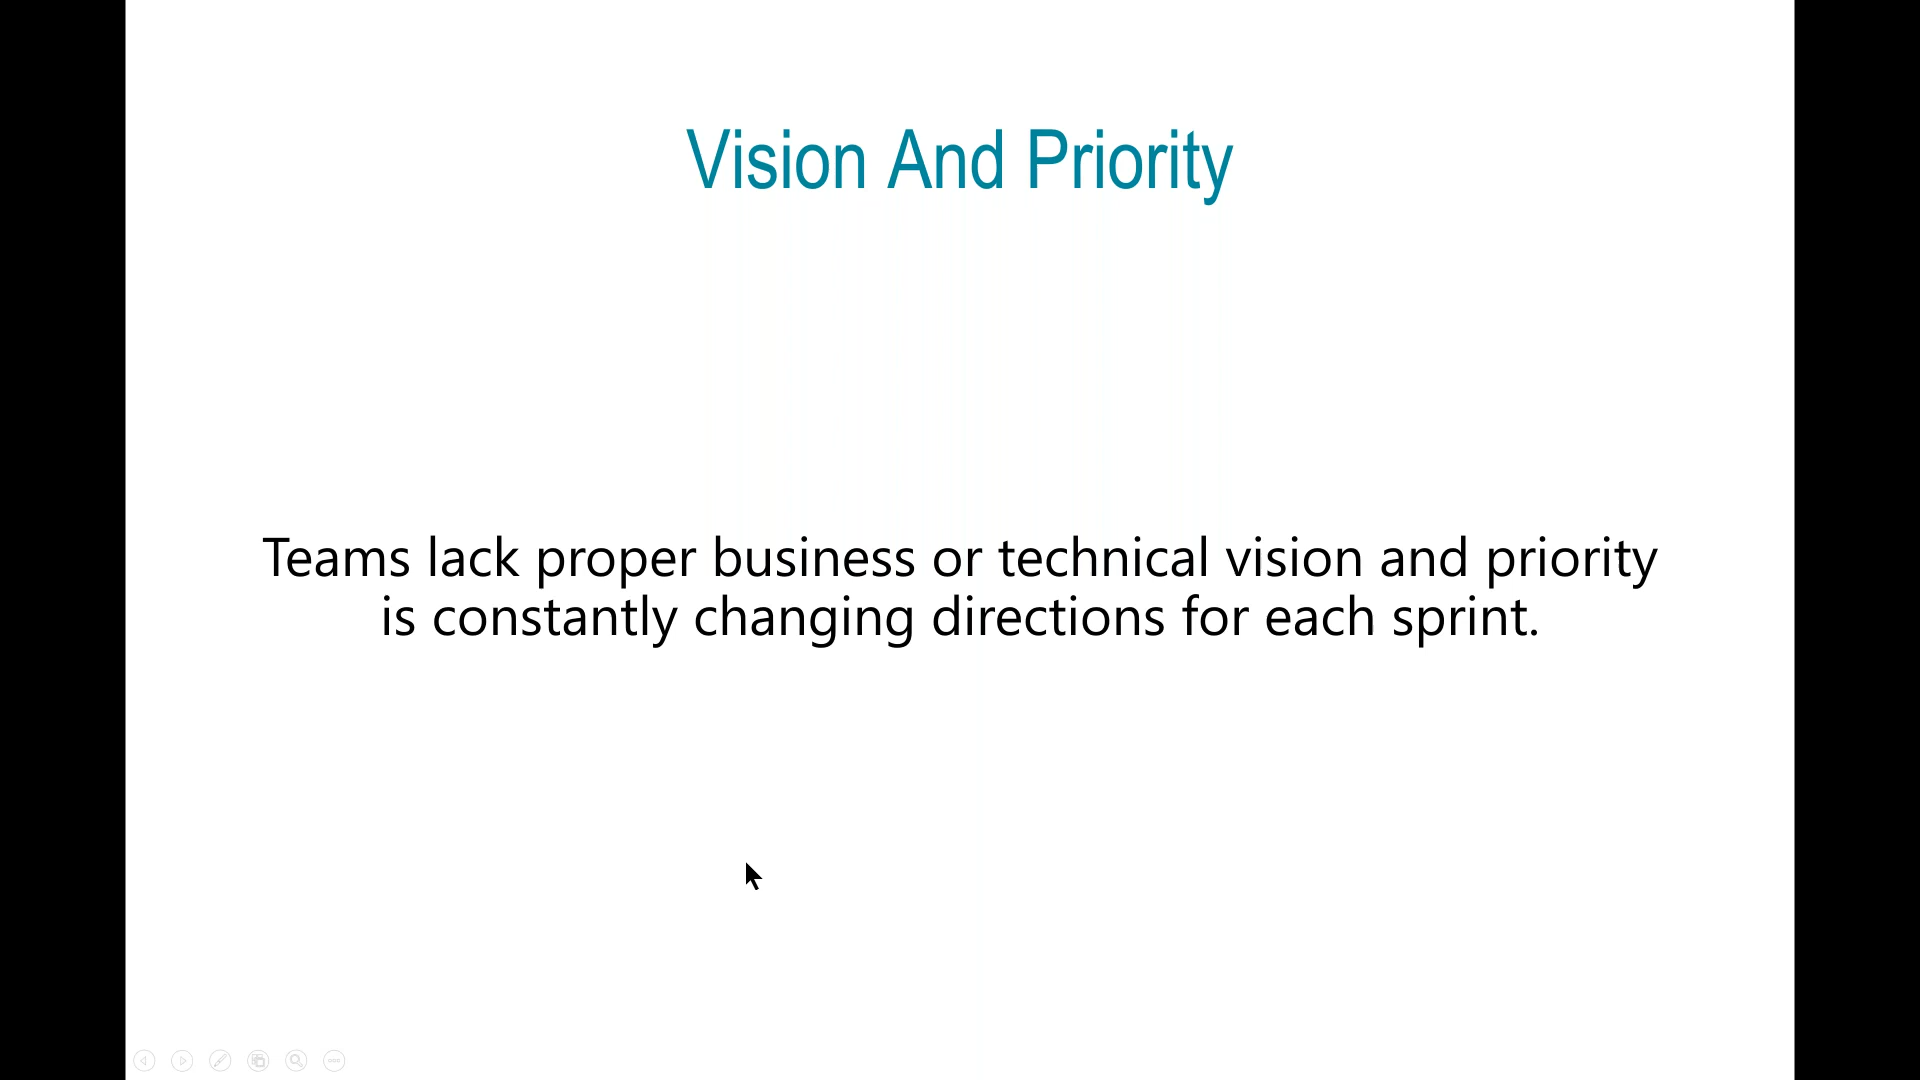 Vision And Priority
Teams lack proper business or technical vision and priority
is constantly changing directions for each sprint.